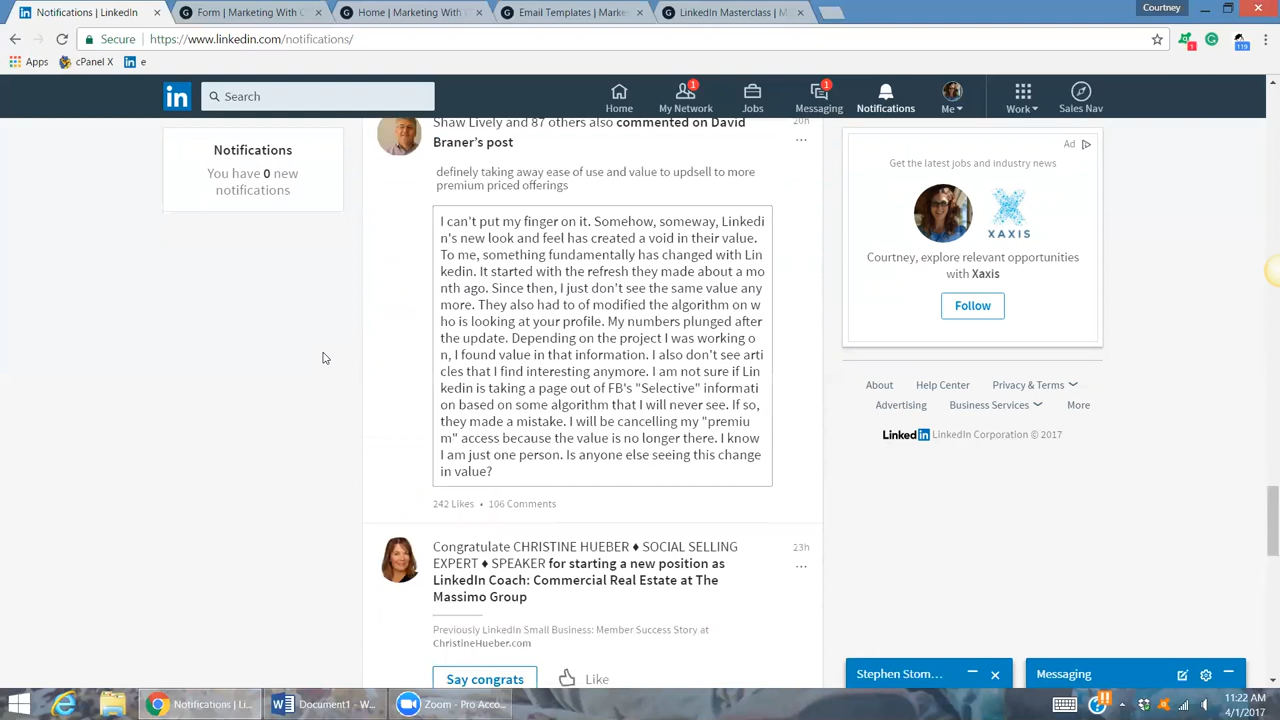 Notifications | LinkedIn
Form | Marketing With C
Home | Marketing With
Email Templates | Market
LinkedIn Masterclass | M
Courtney
Secure
https://www.linkedin.com/notifications/
1
119
Apps
cPanel X
e
in
Search
1
1
Home
My Network
Jobs
Messaging
Notifications
Me
Work
Sales Nav
Notifications
You have 0 new
notifications
Shaw Lively and 87 others also commented on David
Braner's post
20h
definely taking away ease of use and value to updsell to more
premium priced offerings
I can't put my finger on it. Somehow, someway, Linkedi
n's new look and feel has created a void in their value.
To me, something fundamentally has changed with Lin
kedin. It started with the refresh they made about a mo
nth ago. Since then, I just don't see the same value any
more. They also had to of modified the algorithm on w
ho is looking at your profile. My numbers plunged after
the update. Depending on the project I was working o
n, I found value in that information. I also don't see arti
cles that I find interesting anymore. I am not sure if Lin
kedin is taking a page out of FB's "Selective" informati
on based on some algorithm that I will never see. If so,
they made a mistake. I will be cancelling my "premiu
m" access because the value is no longer there. I know
I am just one person. Is anyone else seeing this change
in value?
242 Likes • 106 Comments
Congratulate CHRISTINE HUEBER ♦ SOCIAL SELLING
EXPERT ♦ SPEAKER for starting a new position as
LinkedIn Coach: Commercial Real Estate at The
Massimo Group
23h
Previously LinkedIn Small Business: Member Success Story at
ChristineHueber.com
Say congrats
Like
Ad
Get the latest jobs and industry news
XAXIS
Courtney, explore relevant opportunities
with Xaxis
Follow
About
Help Center
Privacy & Terms
Advertising
Business Services
More
LinkedIn LinkedIn Corporation © 2017
Stephen Stom...
Messaging
Notifications | Li...
Document1 - W...
Zoom - Pro Acco...
11:22 AM
4/1/2017